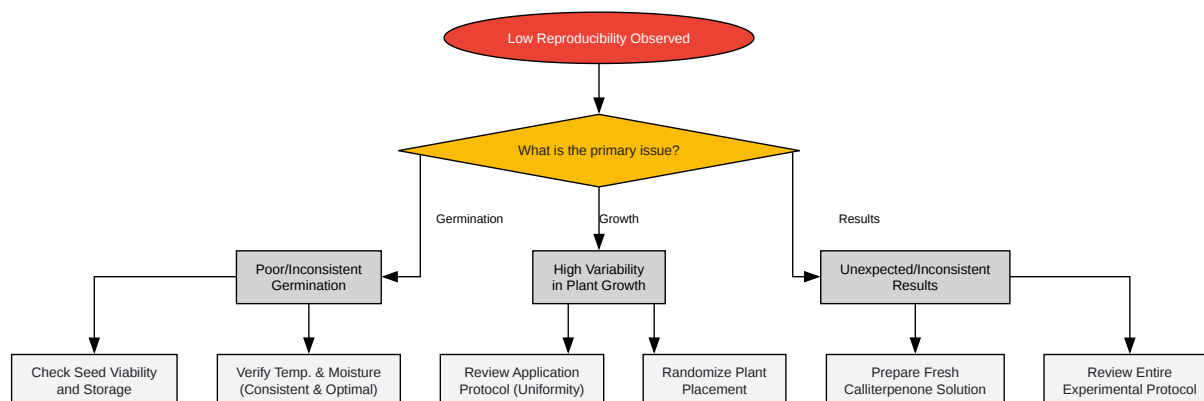 Low Reproducibility Observed
What is the primary issue?
Germination
Growth
Results
Poor/Inconsistent
Germination
High Variability
in Plant Growth
Unexpected/Inconsistent
Results
Check Seed Viability
and Storage
Verify Temp. & Moisture
(Consistent & Optimal)
Review Application
Protocol (Uniformity)
Randomize Plant
Placement
Prepare Fresh
Calliterpenone Solution
Review Entire
Experimental Protocol